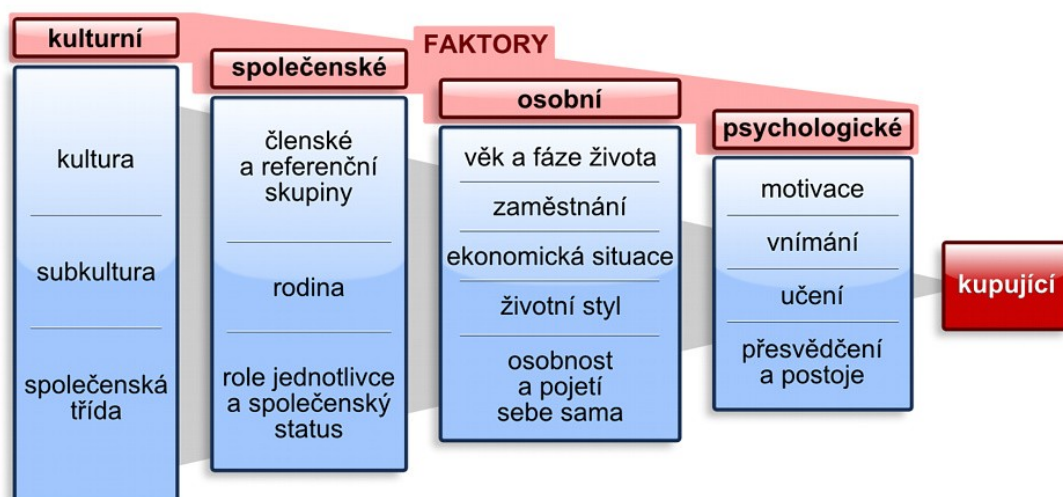 FAKTORY
kulturní
kultura
subkultura
společenská
třída
společenské
členské
a referenční
skupiny
rodina
role jednotlivce
a společenský
status
osobní
věk a fáze života
zaměstnání
ekonomická situace
životní styl
osobnost
a pojetí
sebe sama
psychologické
motivace
vnímání
učení
přesvědčení
a postoje
kupující